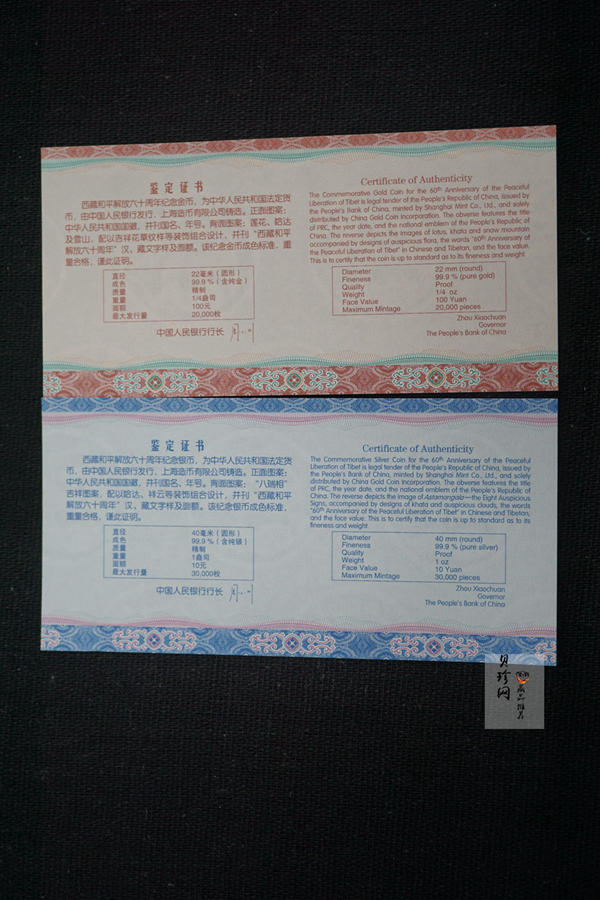 鉴定证书
西藏和平解放六十周年纪念金币，为中华人民共和国法定货
币，由中国人民银行发行，上海造币有限公司铸造。正面图案：
中华人民共和国国徽，并刊国名、年号。背面图案：莲花、哈达
及雪山，配以吉祥花草纹样等装饰组合设计，并刊“西藏和平
解放六十周年”汉、藏文字样及面额。该纪念金币成色标准，重
量合格，谨此证明。
直径 22毫米（圆形）
成色 99.9％（含纯金）
质量 精制
重量 1/4盎司
面额 100元
最大发行量 20,000枚
中国人民银行行长
Certificate of Authenticity
The Commemorative Gold Coin for the 60th Anniversary of the Peaceful
Liberation of Tibet is legal tender of the People's Republic of China, issued by
the People's Bank of China, minted by Shanghai Mint Co., Ltd., and solely
distributed by China Gold Coin Incorporation. The obverse features the title
of PRC, the year date, and the national emblem of the People's Republic of
China. The reverse depicts the images of lotus, khata and snow mountain
accompanied by designs of auspicious flora, the words "60th Anniversary of
the Peaceful Liberation of Tibet" in Chinese and Tibetan, and the face value.
This is to certify that the coin is up to standard as to its fineness and weight
Diameter 22 mm (round)
Fineness 99.9 % (pure gold)
Quality Proof
Weight 1/4 oz
Face Value 100 Yuan
Maximum Mintage 20,000 pieces
Zhou Xiaochuan
Governor
The People's Bank of China
鉴定证书
西藏和平解放六十周年纪念银币，为中华人民共和国法定货
币，由中国人民银行发行，上海造币有限公司铸造。正面图案：
中华人民共和国国徽，并刊国名、年号。背面图案：“八瑞相”
吉祥图案，配以哈达、祥云等装饰组合设计，并刊“西藏和平
解放六十周年”汉、藏文字样及面额。该纪念银币成色标准，
重量合格，谨此证明。
直径 40毫米（圆形）
成色 99.9％（含纯银）
质量 精制
重量 1盎司
面额 10元
最大发行量 30,000枚
中国人民银行行长
Certificate of Authenticity
The Commemorative Silver Coin for the 60th Anniversary of the Peaceful
Liberation of Tibet is legal tender of the People's Republic of China, issued by
the People's Bank of China, minted by Shanghai Mint Co., Ltd., and solely
distributed by China Gold Coin Incorporation. The obverse features the title
of PRC, the year date, and the national emblem of the People's Republic of
China. The reverse depicts the image of Astamangala—the Eight Auspicious
Signs, accompanied by designs of khata and auspicious clouds, the words
"60th Anniversary of the Peaceful Liberation of Tibet" in Chinese and Tibetan,
and the face value. This is to certify that the coin is up to standard as to its
fineness and weight
Diameter 40 mm (round)
Fineness 99.9 % (pure silver)
Quality Proof
Weight 1 oz
Face Value 10 Yuan
Maximum Mintage 30,000 pieces
Zhou Xiaochuan
Governor
The People's Bank of China
贝珍网
藏品推荐